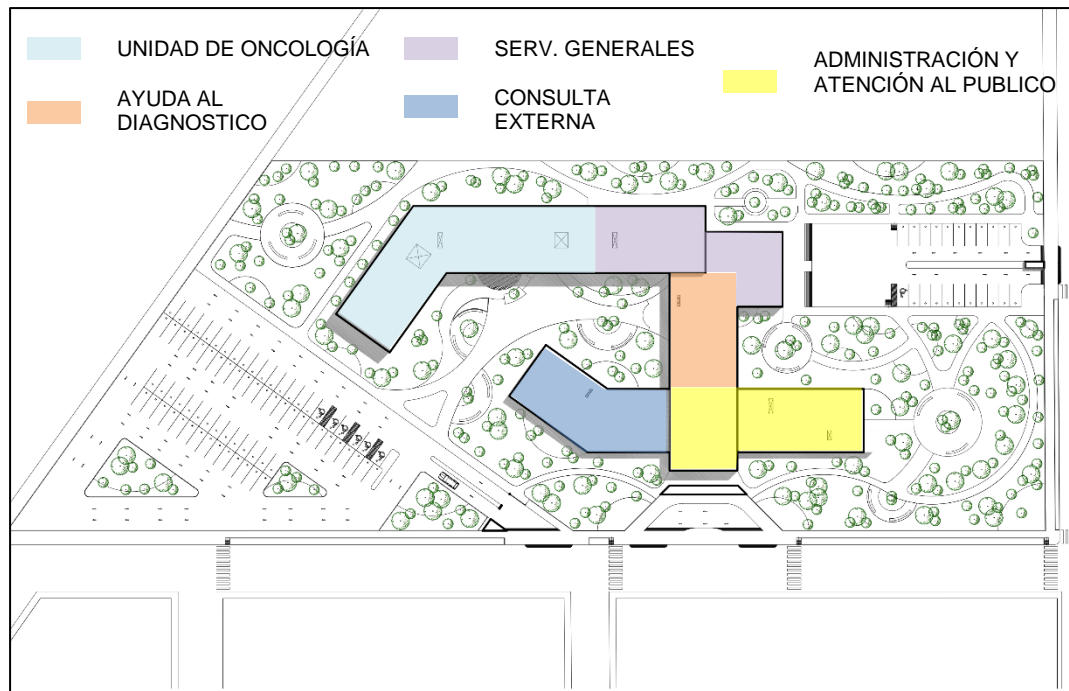 UNIDAD DE ONCOLOGÍA
SERV. GENERALES
ADMINISTRACIÓN Y
ATENCIÓN AL PUBLICO
AYUDA AL
DIAGNOSTICO
CONSULTA
EXTERNA